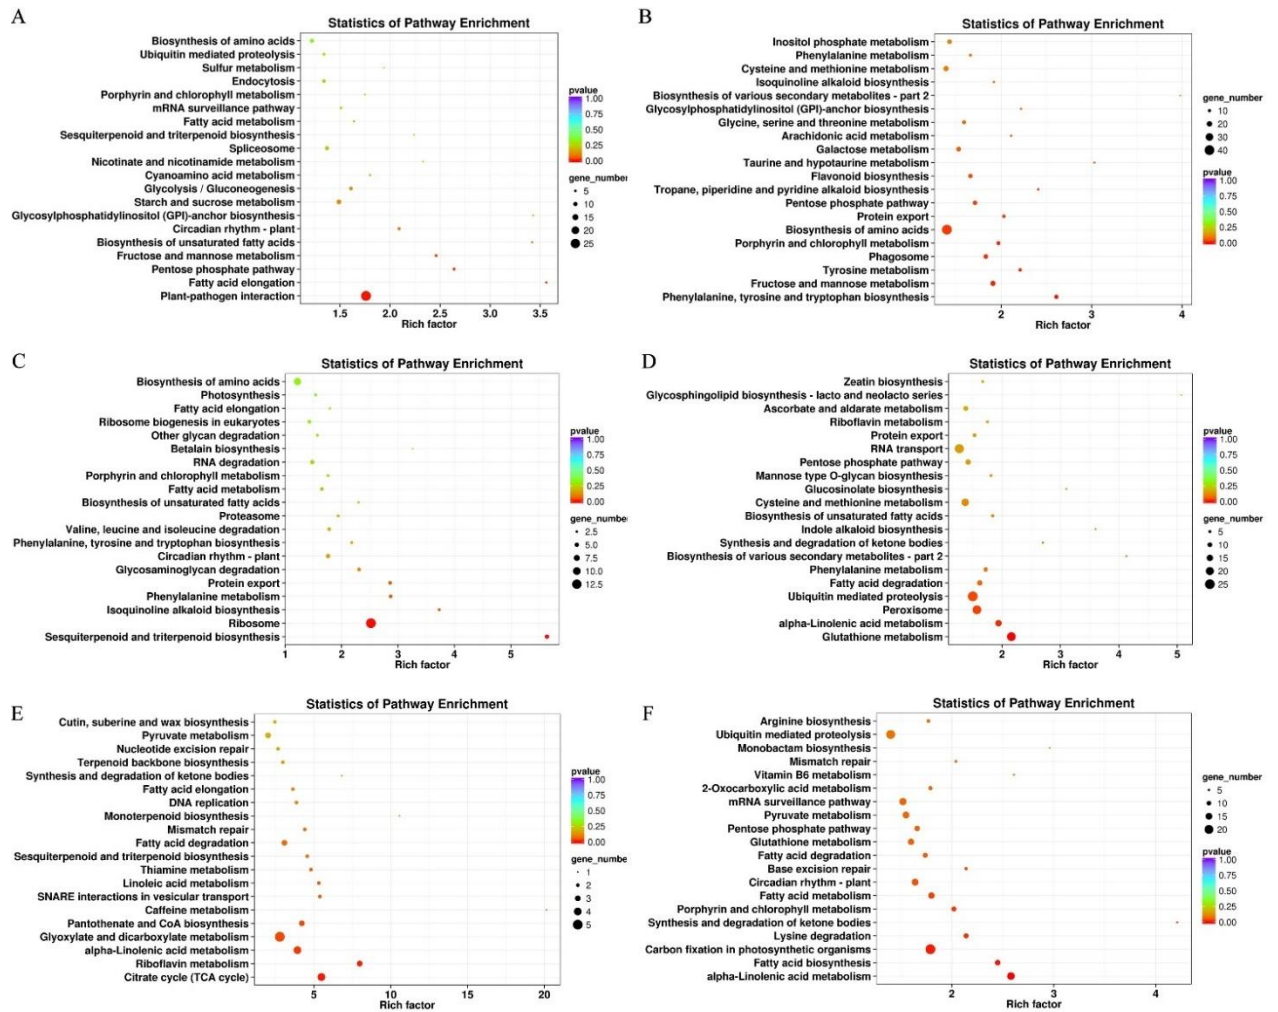 A
Statistics of Pathway Enrichment
Biosynthesis of amino acids
Ubiquitin mediated proteolysis
Sulfur metabolism
Endocytosis
Porphyrin and chlorophyll metabolism
mRNA surveillance pathway
Fatty acid metabolism
Sesquiterpenoid and triterpenoid biosynthesis
Spliceosome
Nicotinate and nicotinamide metabolism
Cyanoamino acid metabolism
Glycolysis / Gluconeogenesis
Starch and sucrose metabolism
Glycosylphosphatidylinositol (GPI)-anchor biosynthesis
Circadian rhythm - plant
Biosynthesis of unsaturated fatty acids
Fructose and mannose metabolism
Pentose phosphate pathway
Fatty acid elongation
Plant-pathogen interaction
1.5 2.0 2.5 3.0 3.5
Rich factor
pvalue
1.00
0.75
0.50
0.25
0.00
gene_number
5
10
15
20
25
B
Statistics of Pathway Enrichment
Inositol phosphate metabolism
Phenylalanine metabolism
Cysteine and methionine metabolism
Isoquinoline alkaloid biosynthesis
Biosynthesis of various secondary metabolites - part 2
Glycosylphosphatidylinositol (GPI)-anchor biosynthesis
Glycine, serine and threonine metabolism
Arachidonic acid metabolism
Galactose metabolism
Taurine and hypotaurine metabolism
Flavonoid biosynthesis
Tropane, piperidine and pyridine alkaloid biosynthesis
Pentose phosphate pathway
Protein export
Biosynthesis of amino acids
Porphyrin and chlorophyll metabolism
Phagosome
Tyrosine metabolism
Fructose and mannose metabolism
Phenylalanine, tyrosine and tryptophan biosynthesis
2 3 4
Rich factor
gene_number
10
20
30
40
pvalue
1.00
0.75
0.50
0.25
0.00
C
Statistics of Pathway Enrichment
Biosynthesis of amino acids
Photosynthesis
Fatty acid elongation
Ribosome biogenesis in eukaryotes
Other glycan degradation
Betalain biosynthesis
RNA degradation
Porphyrin and chlorophyll metabolism
Fatty acid metabolism
Biosynthesis of unsaturated fatty acids
Proteasome
Valine, leucine and isoleucine degradation
Phenylalanine, tyrosine and tryptophan biosynthesis
Circadian rhythm - plant
Glycosaminoglycan degradation
Protein export
Phenylalanine metabolism
Isoquinoline alkaloid biosynthesis
Ribosome
Sesquiterpenoid and triterpenoid biosynthesis
1 2 3 4 5
Rich factor
pvalue
1.00
0.75
0.50
0.25
0.00
gene_number
2.5
5.0
7.5
10.0
12.5
D
Statistics of Pathway Enrichment
Zeatin biosynthesis
Glycosphingolipid biosynthesis - lacto and neolacto series
Ascorbate and aldarate metabolism
Riboflavin metabolism
Protein export
RNA transport
Pentose phosphate pathway
Mannose type O-glycan biosynthesis
Glucosinolate biosynthesis
Cysteine and methionine metabolism
Biosynthesis of unsaturated fatty acids
Indole alkaloid biosynthesis
Synthesis and degradation of ketone bodies
Biosynthesis of various secondary metabolites - part 2
Phenylalanine metabolism
Fatty acid degradation
Ubiquitin mediated proteolysis
Peroxisome
alpha-Linolenic acid metabolism
Glutathione metabolism
2 3 4 5
Rich factor
pvalue
1.00
0.75
0.50
0.25
0.00
gene_number
5
10
15
20
25
E
Statistics of Pathway Enrichment
Cutin, suberine and wax biosynthesis
Pyruvate metabolism
Nucleotide excision repair
Terpenoid backbone biosynthesis
Synthesis and degradation of ketone bodies
Fatty acid elongation
DNA replication
Monoterpenoid biosynthesis
Mismatch repair
Fatty acid degradation
Sesquiterpenoid and triterpenoid biosynthesis
Thiamine metabolism
Linoleic acid metabolism
SNARE interactions in vesicular transport
Caffeine metabolism
Pantothenate and CoA biosynthesis
Glyoxylate and dicarboxylate metabolism
alpha-Linolenic acid metabolism
Riboflavin metabolism
Citrate cycle (TCA cycle)
5 10 15 20
Rich factor
pvalue
1.00
0.75
0.50
0.25
0.00
gene_number
1
2
3
4
5
F
Statistics of Pathway Enrichment
Arginine biosynthesis
Ubiquitin mediated proteolysis
Monobactam biosynthesis
Mismatch repair
Vitamin B6 metabolism
2-Oxocarboxylic acid metabolism
mRNA surveillance pathway
Pyruvate metabolism
Pentose phosphate pathway
Glutathione metabolism
Fatty acid degradation
Base excision repair
Circadian rhythm - plant
Fatty acid metabolism
Porphyrin and chlorophyll metabolism
Synthesis and degradation of ketone bodies
Lysine degradation
Carbon fixation in photosynthetic organisms
Fatty acid biosynthesis
alpha-Linolenic acid metabolism
2 3 4
Rich factor
gene_number
5
10
15
20
pvalue
1.00
0.75
0.50
0.25
0.00